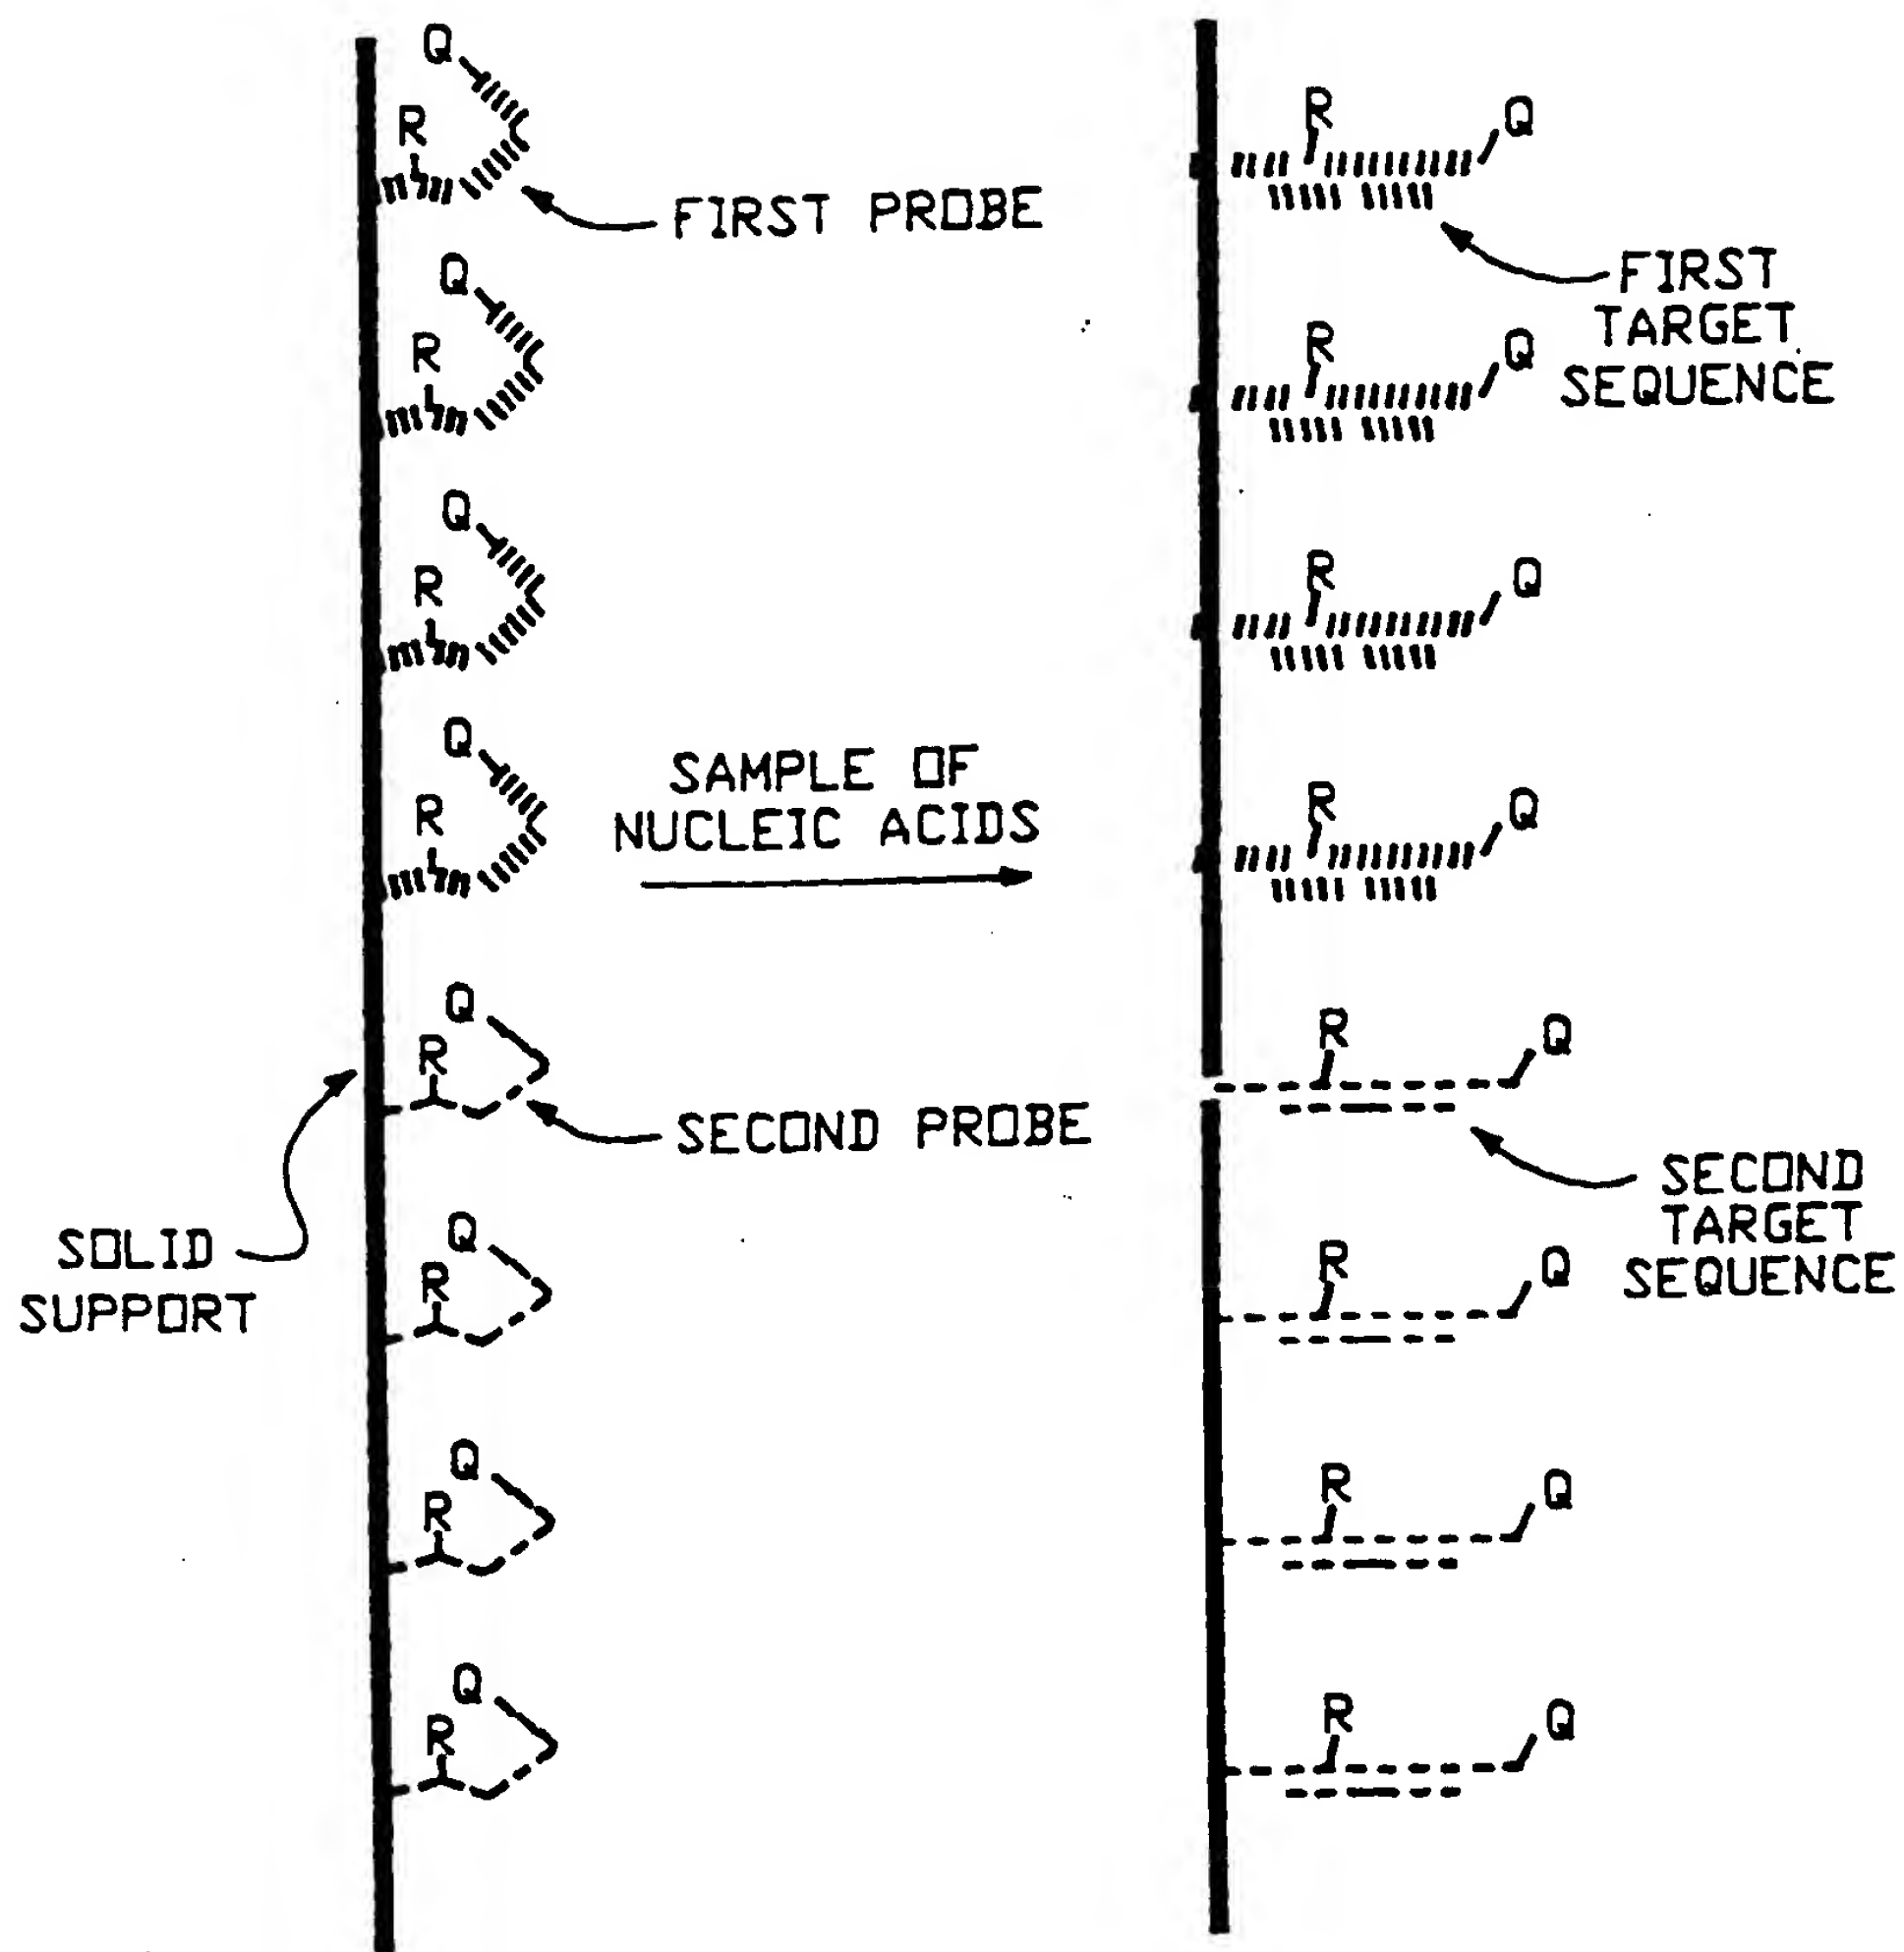 Q
R
FIRST PROBE
Q
R
Q
R
Q
R
SAMPLE OF
NUCLEIC ACIDS
Q
R
SECOND PROBE
SOLID
SUPPORT
Q
R
Q
R
Q
R
R
Q
FIRST
TARGET
SEQUENCE
R
Q
R
Q
R
Q
R
Q
SECOND
TARGET
SEQUENCE
R
Q
R
Q
R
Q